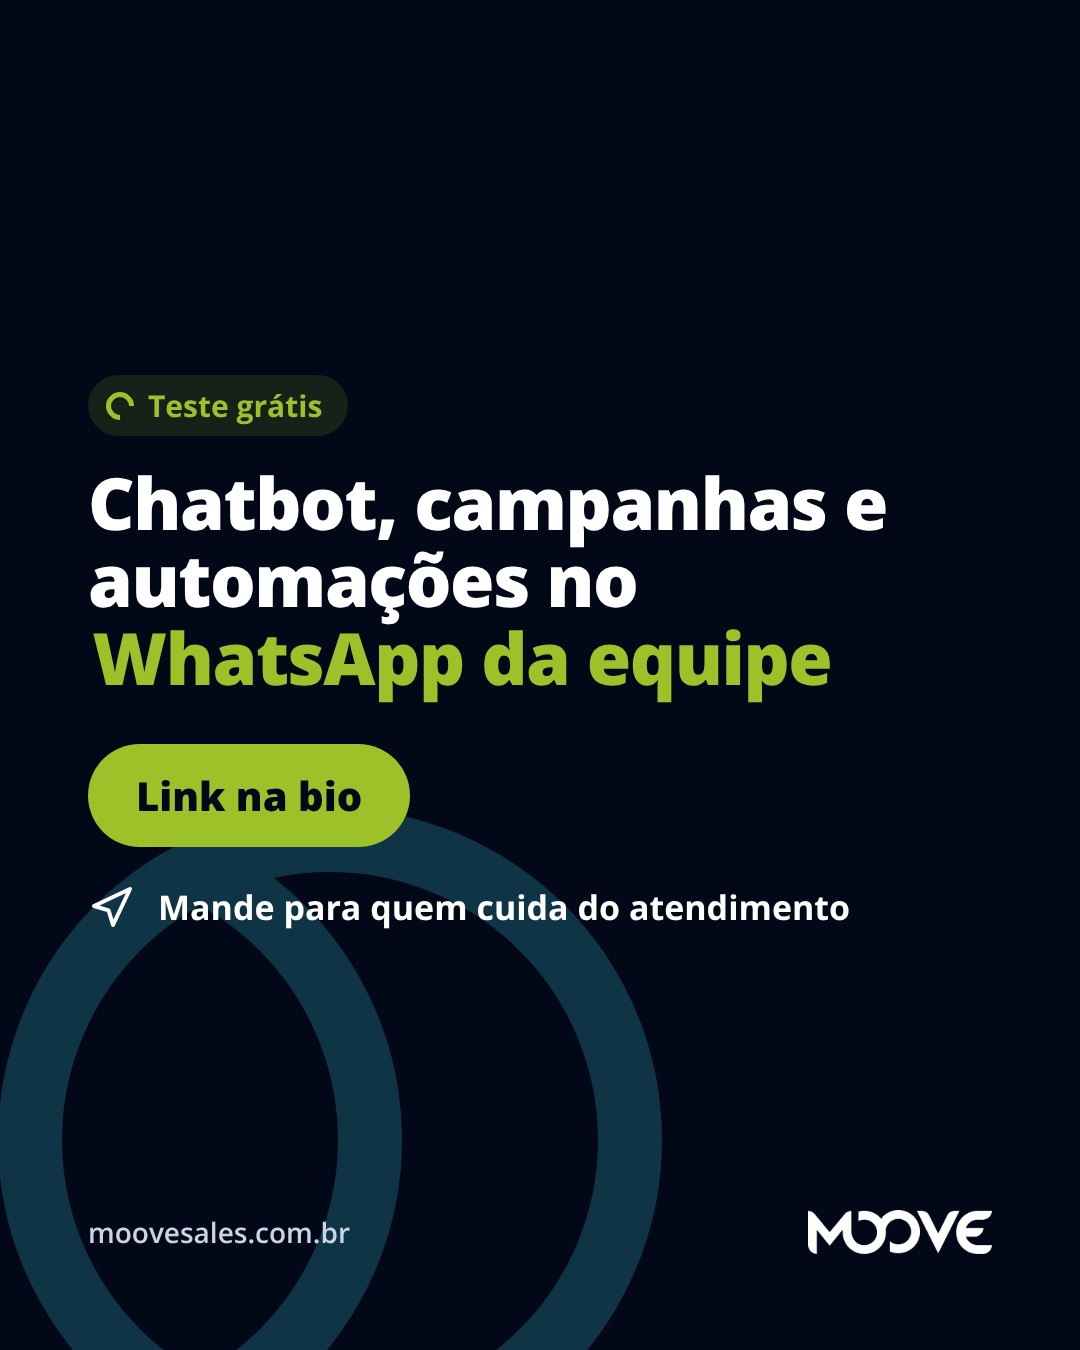 Teste grátis
Chatbot, campanhas e
automações no
WhatsApp da equipe
Link na bio
Mande para quem cuida do atendimento
moovesales.com.br
MOOVE